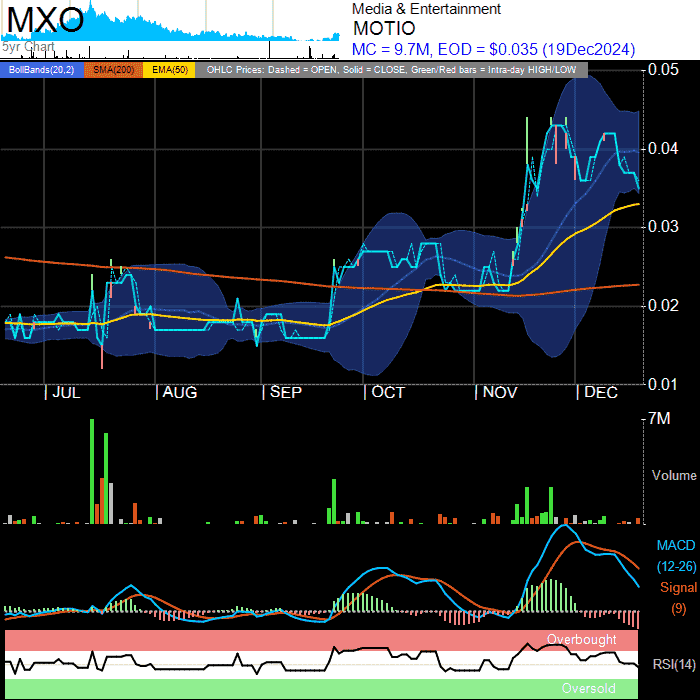 MXO
5yr Chart
Media & Entertainment
MOTIO
MC = 9.7M, EOD = $0.035 (19Dec2024)
BollBands(20,2) SMA(200) EMA(50) OHLC Prices: Dashed = OPEN, Solid = CLOSE, Green/Red bars = Intra-day HIGH/LOW
0.05
0.04
0.03
0.02
0.01
JUL AUG SEP OCT NOV DEC
7M
Volume
MACD
(12-26)
Signal
(9)
Overbought
RSI(14)
Oversold